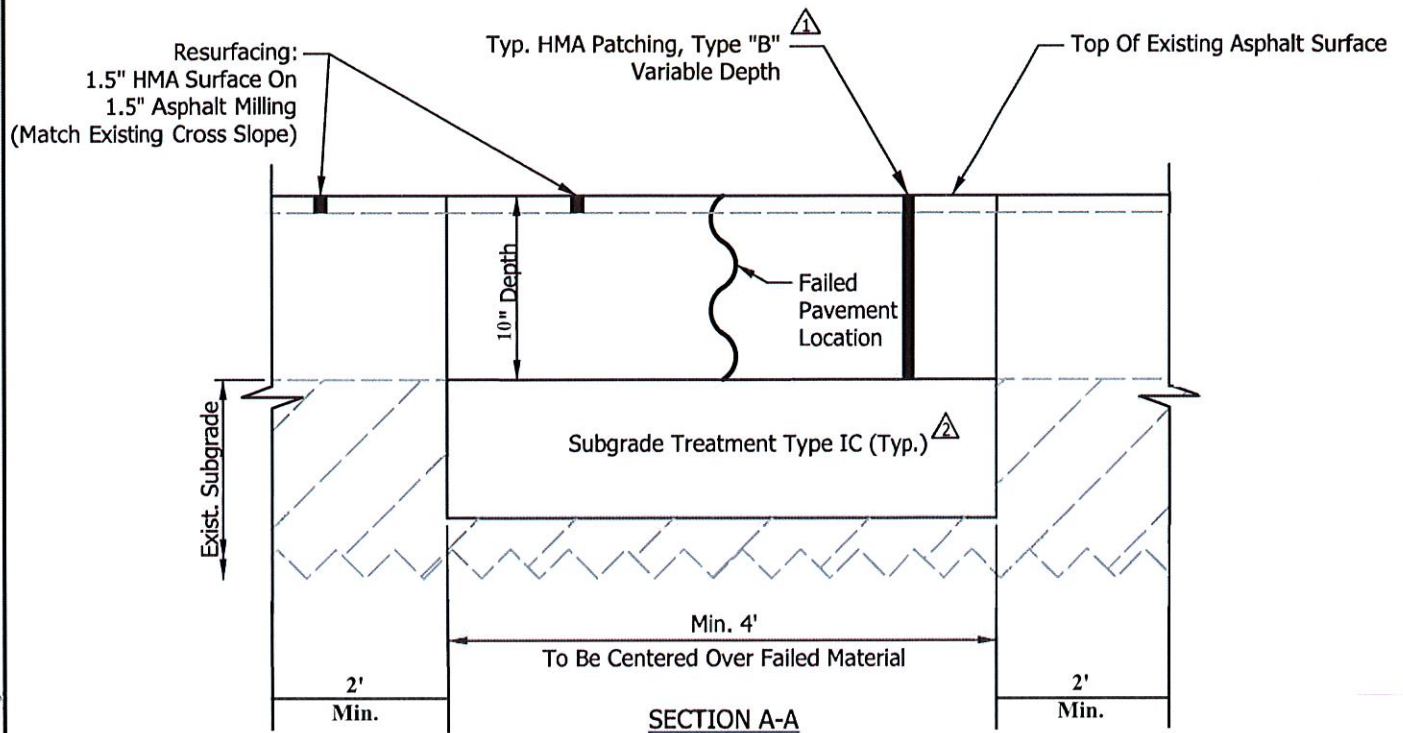 Resurfacing:
1.5" HMA Surface On
1.5" Asphalt Milling
(Match Existing Cross Slope)
Typ. HMA Patching, Type "B"
Variable Depth
1
Top Of Existing Asphalt Surface
10" Depth
Failed
Pavement
Location
Exist. Subgrade
Subgrade Treatment Type IC (Typ.) 2
Min. 4'
To Be Centered Over Failed Material
2'
Min.
2'
Min.
SECTION A-A